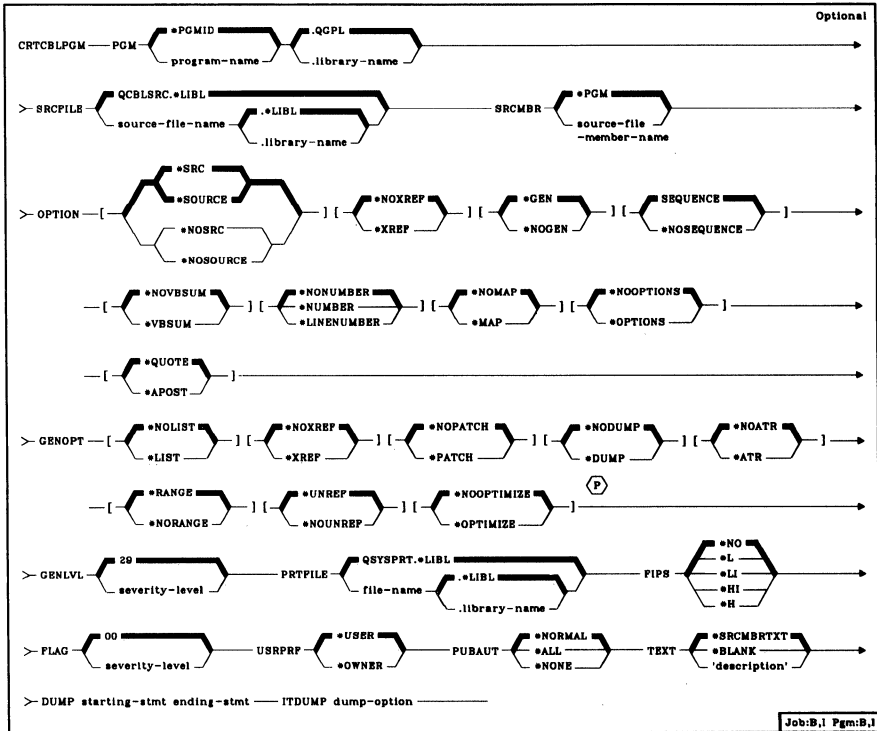 Optional
*PGMID .QGPL
CRTCBLPGM PGM
program-name .library-name
QCBLSRC.*LIBL *PGM
> SRCFILE .*LIBL SRCMBR
source-file-name source-file
.library-name -member-name
*SRC
*SOURCE *NOXREF *GEN SEQUENCE
> OPTION [ ] [ ] [ ] [ ]
*NOSRC XREF *NOGEN *NOSEQUENCE
*NOSOURCE
*NOVBSUM *NONUMBER *NOMAP *NOOPTIONS
[ ] [ *NUMBER ] [ ] [ ]
*VBSUM *LINENUMBER *MAP *OPTIONS
*QUOTE
[ ]
*APOST
*NOLIST *NOXREF *NOPATCH *NODUMP *NOATR
> GENOPT [ ] [ ] [ ] [ ] [ ]
*LIST *XREF *PATCH *DUMP *ATR
P
*RANGE *UNREF *NOOPTIMIZE
[ ] [ ] [ ]
*NORANGE *NOUNREF *OPTIMIZE
29 QSYSPRT.*LIBL *NO
*L
> GENLVL PRTFILE .*LIBL FIPS *LI
severity-level file-name *HI
.library-name *H
00 *USER *NORMAL *SRCMBRTXT
> FLAG USRPRF PUBAUT *ALL TEXT *BLANK
severity-level *OWNER *NONE 'description'
> DUMP starting-stmt ending-stmt ITDUMP dump-option
Job:B,I Pgm:B,I